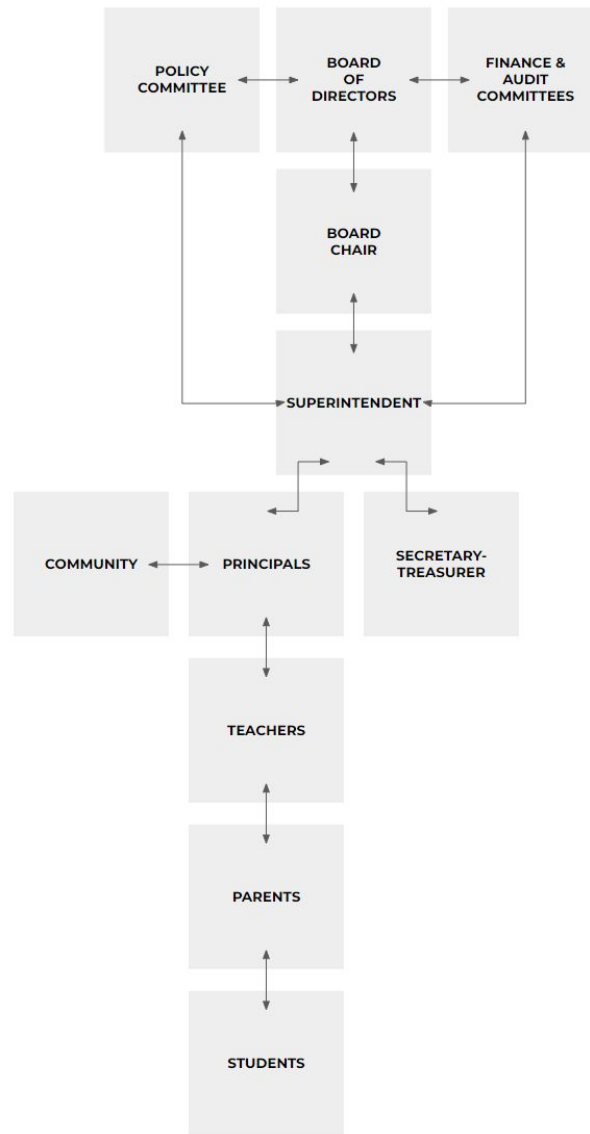 POLICY
COMMITTEE
BOARD
OF
DIRECTORS
FINANCE &
AUDIT
COMMITTEES
BOARD
CHAIR
SUPERINTENDENT
COMMUNITY
PRINCIPALS
SECRETARY-
TREASURER
TEACHERS
PARENTS
STUDENTS